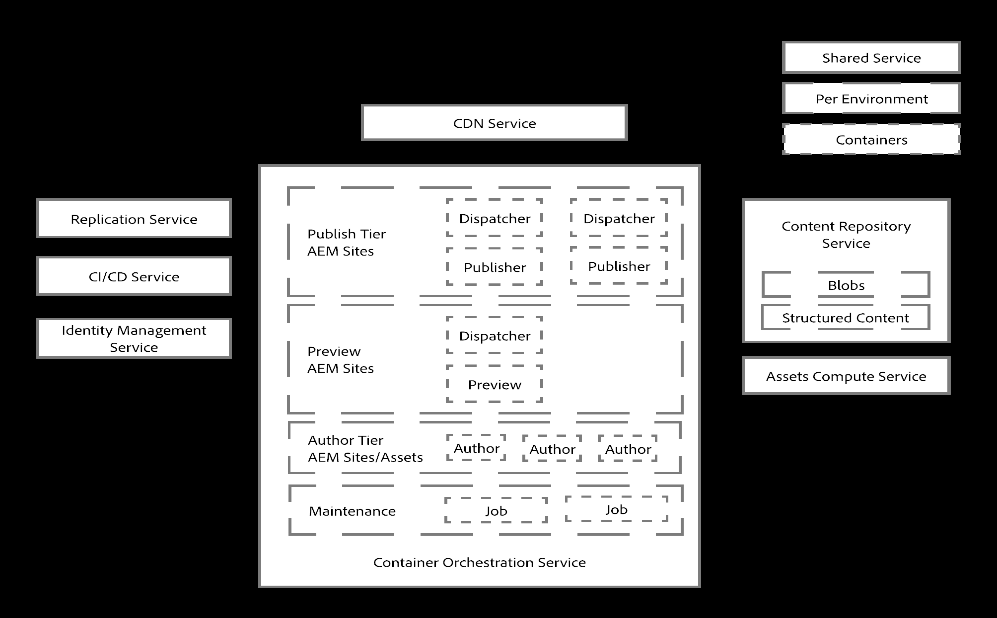 Shared Service
Per Environment
Containers
CDN Service
Replication Service
CI/CD Service
Identity Management
Service
Publish Tier
AEM Sites
Dispatcher
Dispatcher
Publisher
Publisher
Preview
AEM Sites
Dispatcher
Preview
Author Tier
AEM Sites/Assets
Author
Author
Author
Maintenance
Job
Job
Container Orchestration Service
Content Repository
Service
Blobs
Structured Content
Assets Compute Service